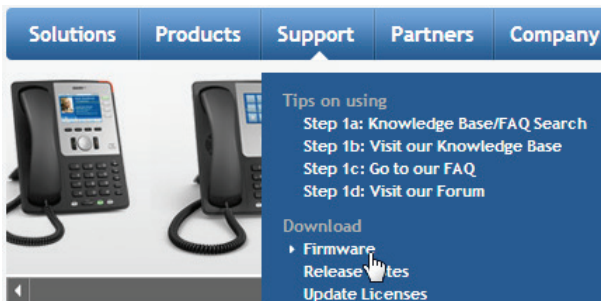 Solutions Products Support Partners Company
Tips on using
Step 1a: Knowledge Base/FAQ Search
Step 1b: Visit our Knowledge Base
Step 1c: Go to our FAQ
Step 1d: Visit our Forum
Download
Firmware
Release
Update Licenses